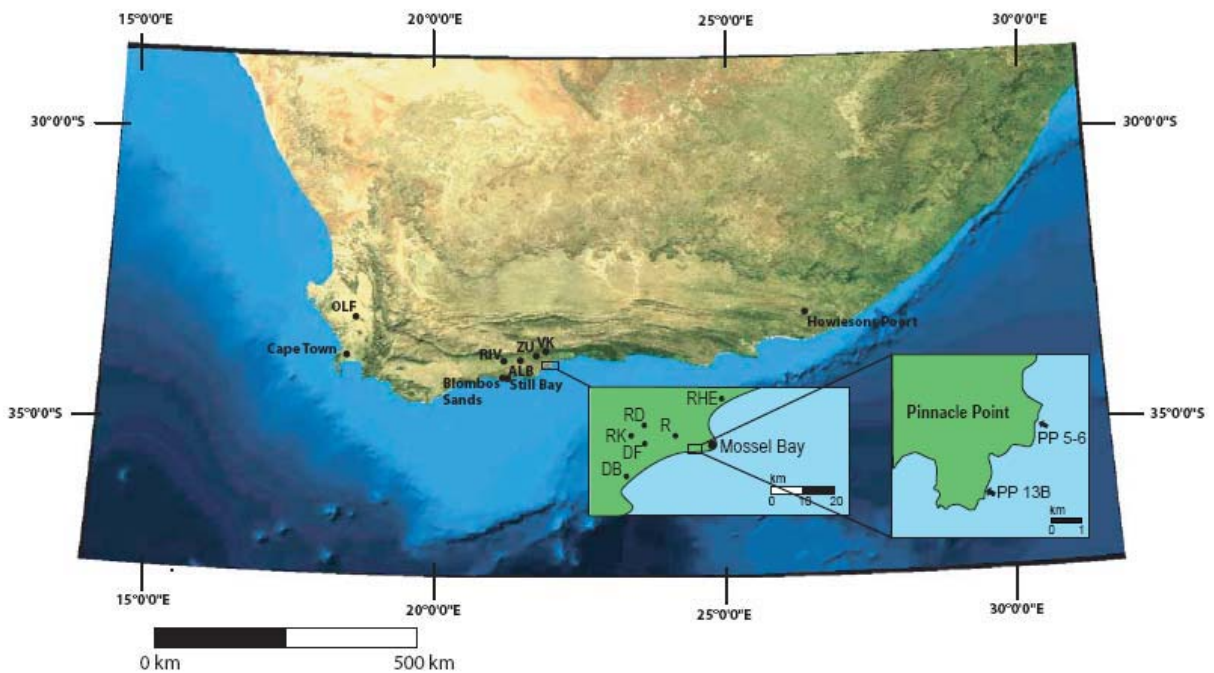 15°0'0"E
20°0'0"E
25°0'0"E
30°0'0"E
30°0'0"S
30°0'0"S
OLF
Howiesons Poort
Cape Town
RIV
ZU
VK
ALB
Blombos
Still Bay
Sands
RHE
RD
R
RK
DF
Mossel Bay
DB
km
0 10 20
Pinnacle Point
PP 5-6
PP 13B
km
0 1
35°0'0"S
35°0'0"S
15°0'0"E
20°0'0"E
25°0'0"E
30°0'0"E
0 km
500 km